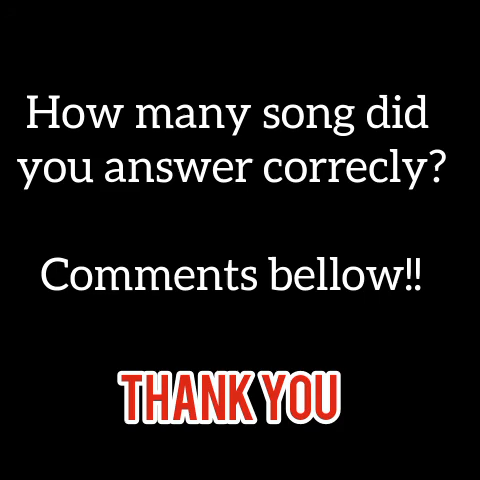 How many song did
you answer correcly?
Comments bellow!!
THANK YOU